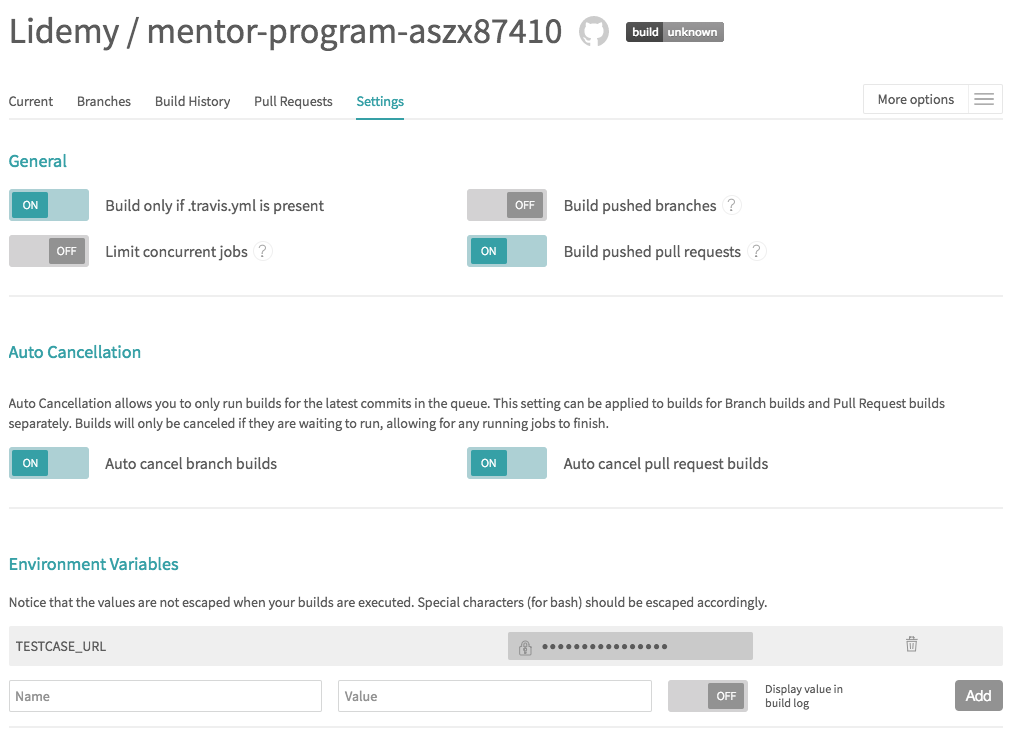 Lidemy / mentor-program-aszx87410 build unknown
Current Branches Build History Pull Requests Settings More options
General
ON Build only if .travis.yml is present OFF Build pushed branches ?
OFF Limit concurrent jobs ? ON Build pushed pull requests ?
Auto Cancellation
Auto Cancellation allows you to only run builds for the latest commits in the queue. This setting can be applied to builds for Branch builds and Pull Request builds
separately. Builds will only be canceled if they are waiting to run, allowing for any running jobs to finish.
ON Auto cancel branch builds ON Auto cancel pull request builds
Environment Variables
Notice that the values are not escaped when your builds are executed. Special characters (for bash) should be escaped accordingly.
TESTCASE_URL ••••••••••••••••
Name Value OFF Display value in
build log Add